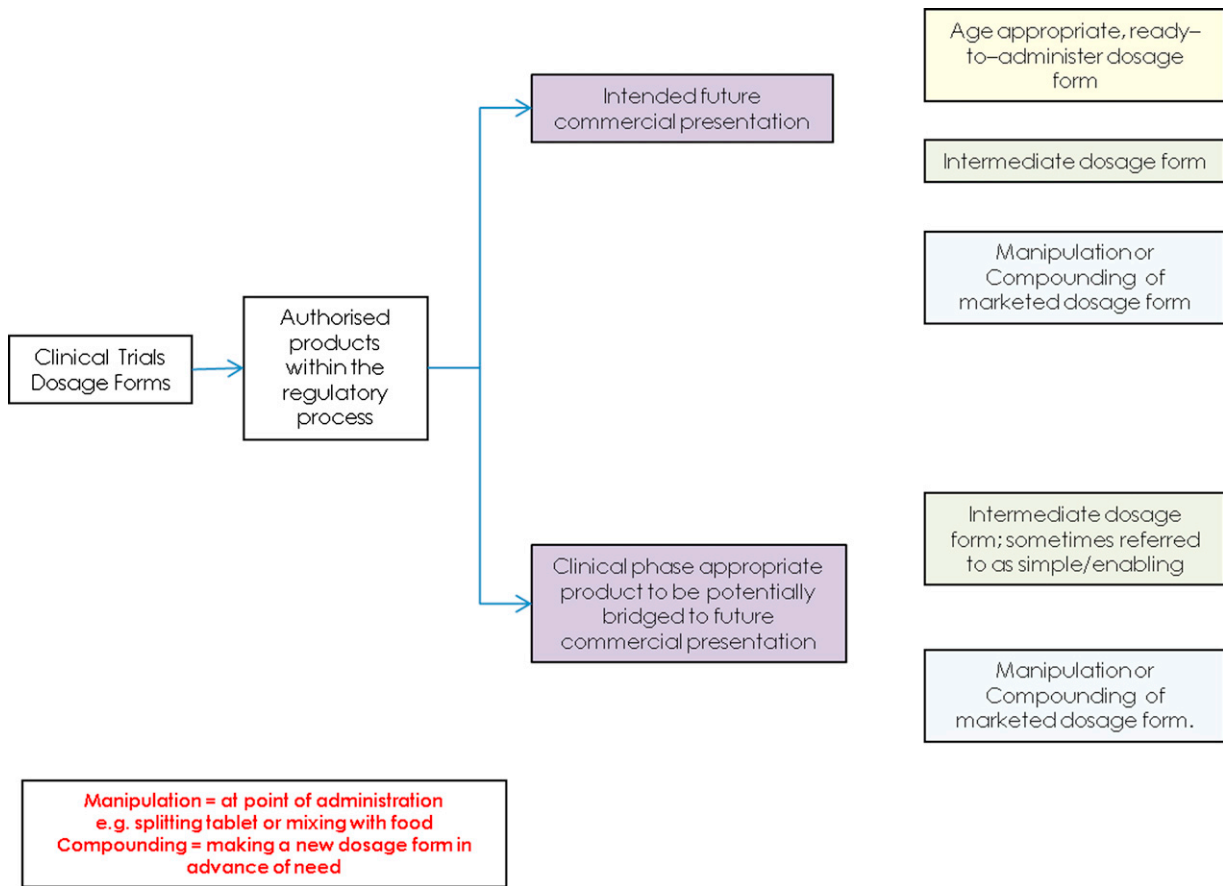 Clinical Trials
Dosage Forms
Authorised
products
within the
regulatory
process
Intended future
commercial presentation
Age appropriate, ready–
to–administer dosage
form
Intermediate dosage form
Manipulation or
Compounding of
marketed dosage form
Clinical phase appropriate
product to be potentially
bridged to future
commercial presentation
Intermediate dosage
form; sometimes referred
to as simple/enabling
Manipulation or
Compounding of
marketed dosage form.
Manipulation = at point of administration
e.g. splitting tablet or mixing with food
Compounding = making a new dosage form in
advance of need